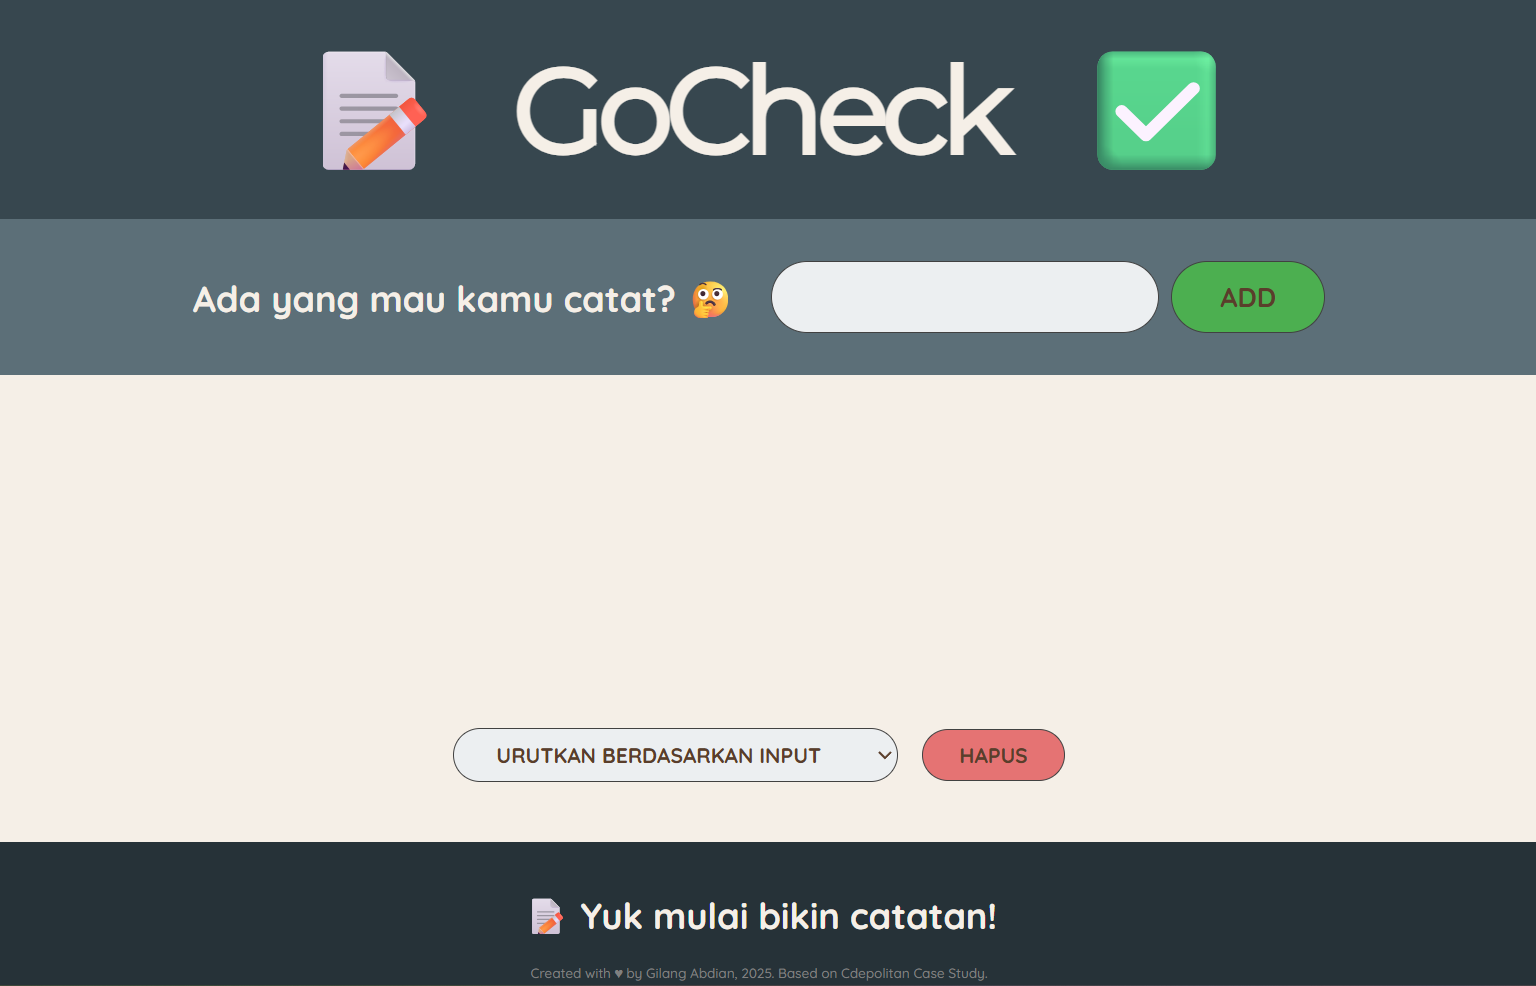 GoCheck
Ada yang mau kamu catat? 🤔
ADD
URUTKAN BERDASARKAN INPUT
HAPUS
📝 Yuk mulai bikin catatan!
Created with ♥ by Gilang Abdian, 2025. Based on Cdepolitan Case Study.